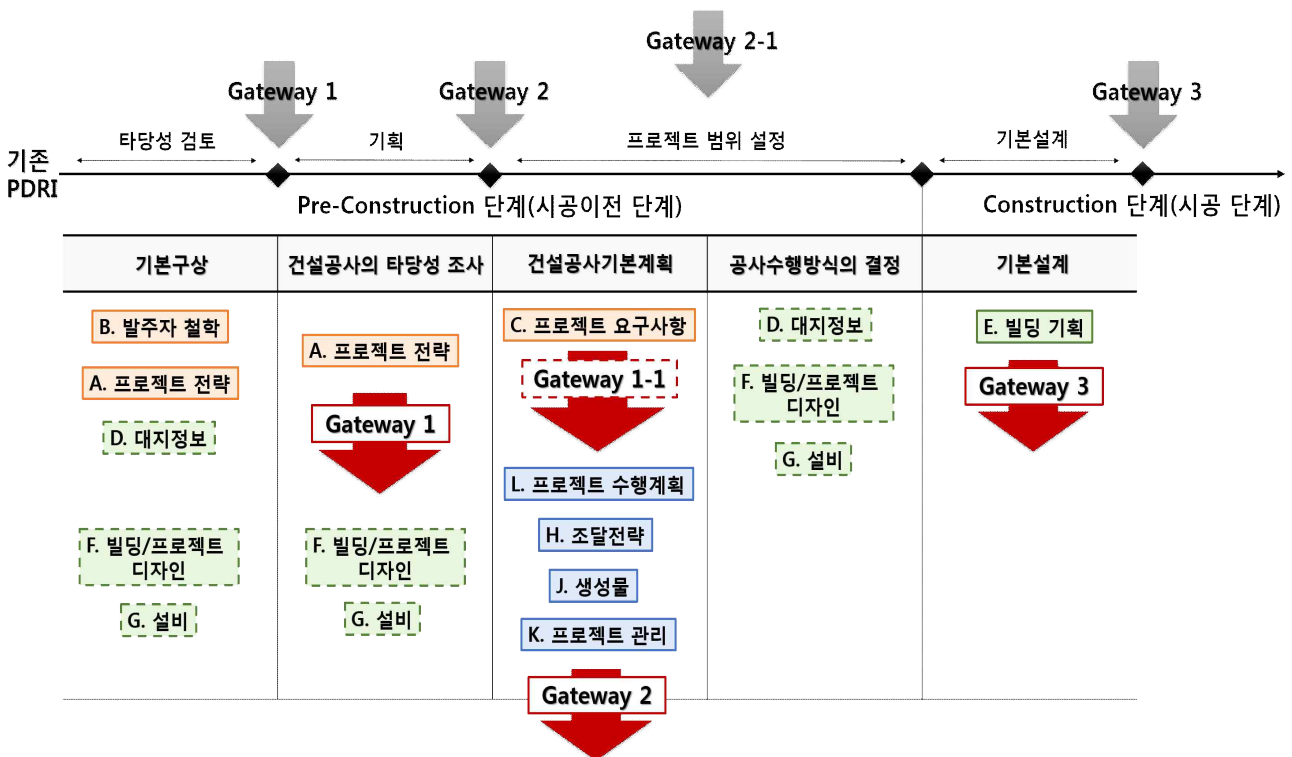 Gateway 2-1
Gateway 1
Gateway 2
Gateway 3
타당성 검토
기획
프로젝트 범위 설정
기본설계
기존
PDRI
Pre-Construction 단계(시공이전 단계)
Construction 단계(시공 단계)
기본구상
건설공사의 타당성 조사
건설공사기본계획
공사수행방식의 결정
기본설계
B. 발주자 철학
A. 프로젝트 전략
D. 대지정보
F. 빌딩/프로젝트
디자인
G. 설비
A. 프로젝트 전략
Gateway 1
F. 빌딩/프로젝트
디자인
G. 설비
C. 프로젝트 요구사항
Gateway 1-1
L. 프로젝트 수행계획
H. 조달전략
J. 생성물
K. 프로젝트 관리
Gateway 2
D. 대지정보
F. 빌딩/프로젝트
디자인
G. 설비
E. 빌딩 기획
Gateway 3